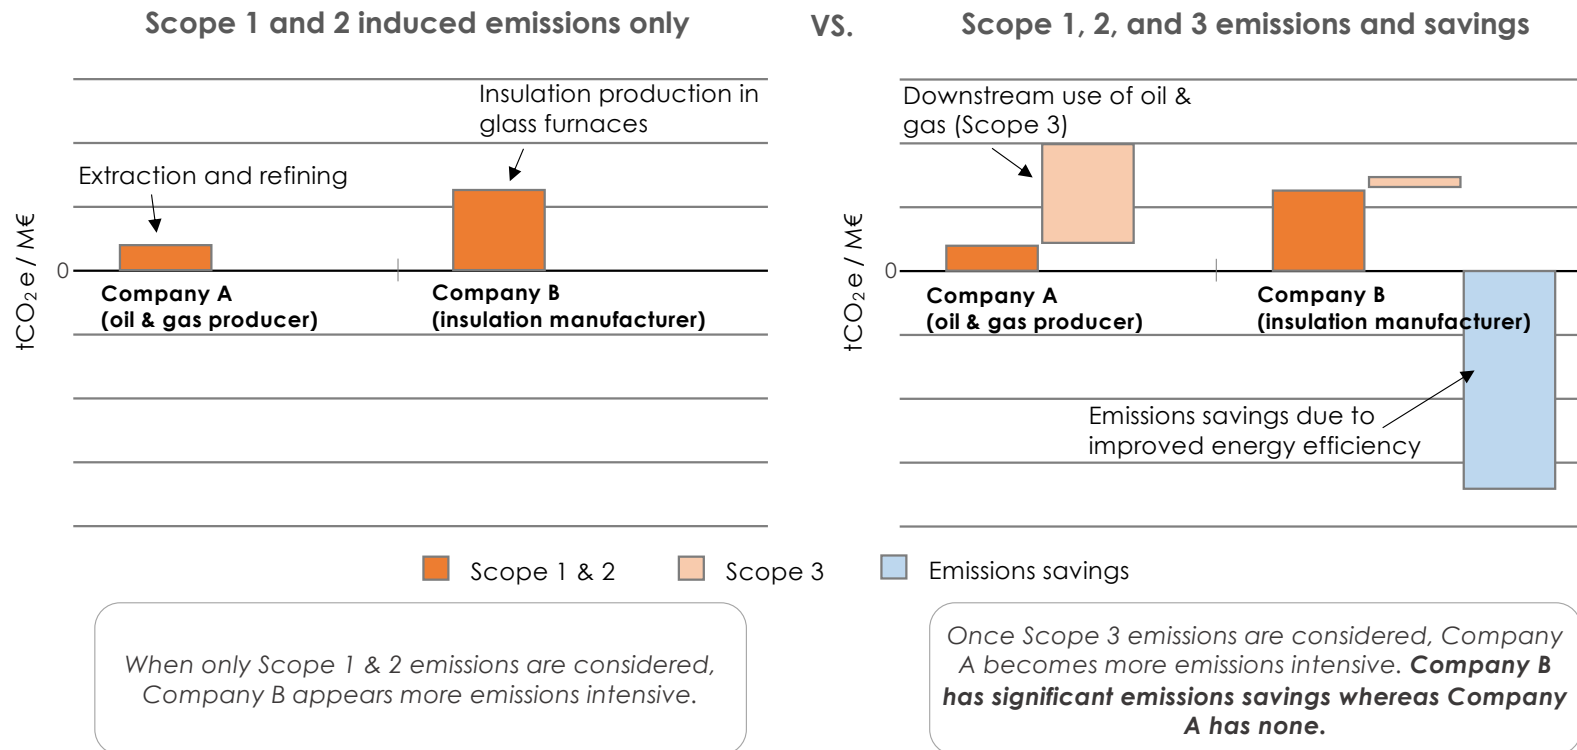 Scope 1 and 2 induced emissions only
VS.
Scope 1, 2, and 3 emissions and savings
Insulation production in
glass furnaces
Extraction and refining
tCO₂e / M€
0
Company A
(oil & gas producer)
Company B
(insulation manufacturer)
Downstream use of oil &
gas (Scope 3)
tCO₂e / M€
0
Company A
(oil & gas producer)
Company B
(insulation manufacturer)
Emissions savings due to
improved energy efficiency
Scope 1 & 2
Scope 3
Emissions savings
When only Scope 1 & 2 emissions are considered,
Company B appears more emissions intensive.
Once Scope 3 emissions are considered, Company
A becomes more emissions intensive. Company B
has significant emissions savings whereas Company
A has none.